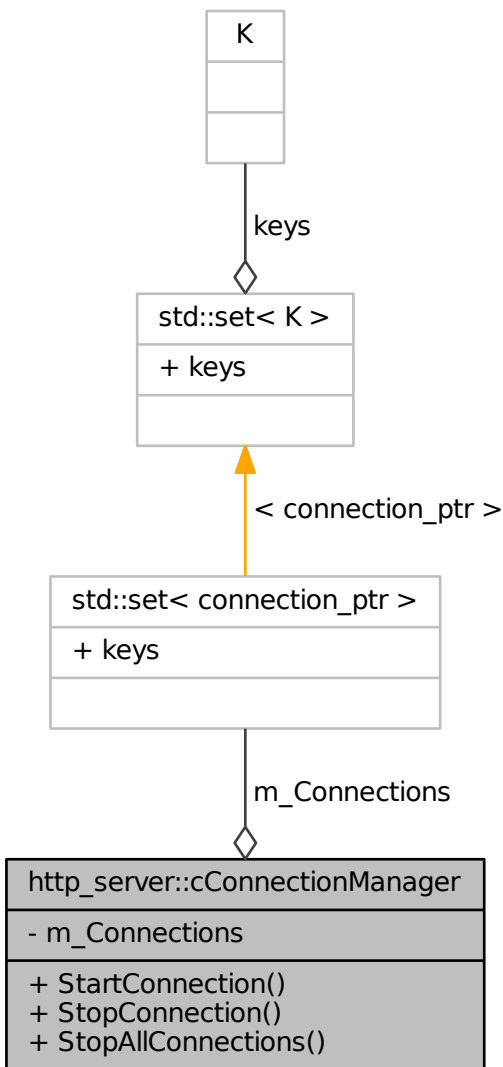 K
keys
std::set< K >
+ keys
< connection_ptr >
std::set< connection_ptr >
+ keys
m_Connections
http_server::cConnectionManager
- m_Connections
+ StartConnection()
+ StopConnection()
+ StopAllConnections()